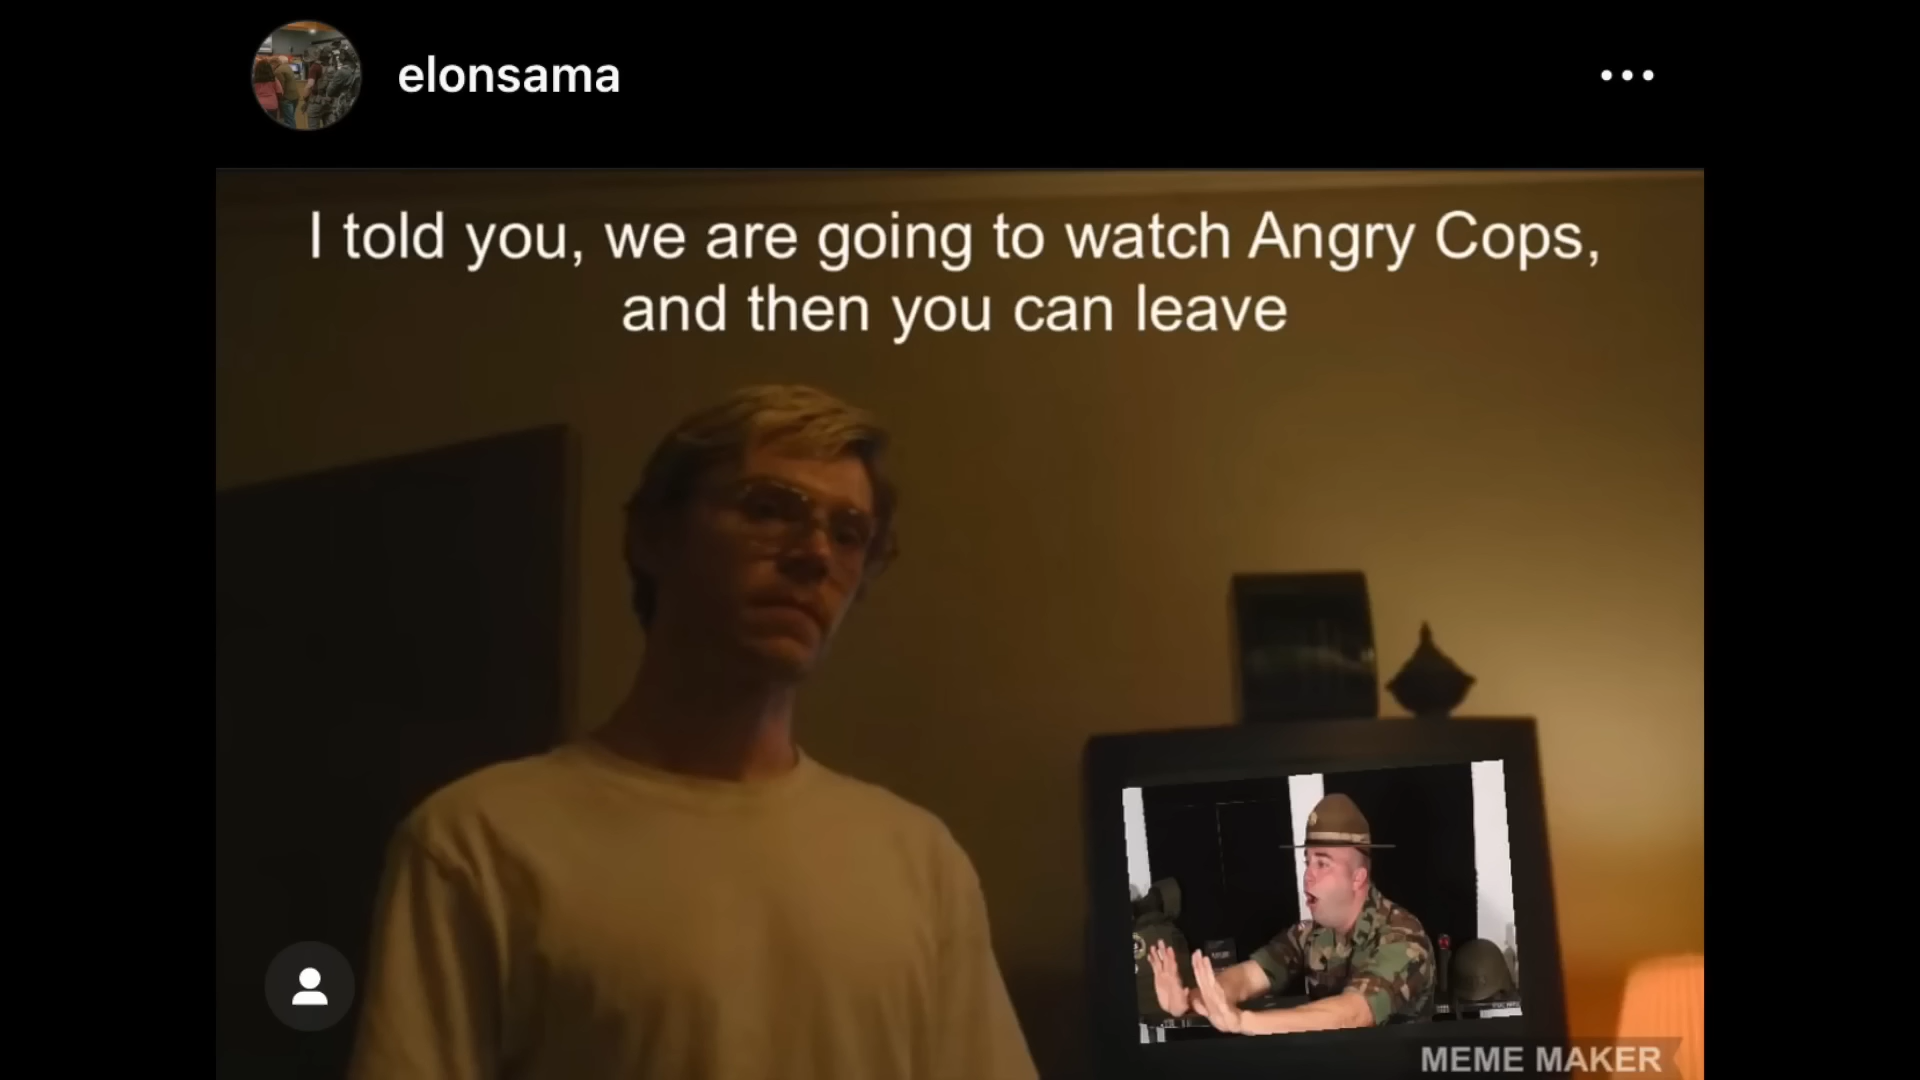 elonsama
I told you, we are going to watch Angry Cops,
and then you can leave
MEME MAKER